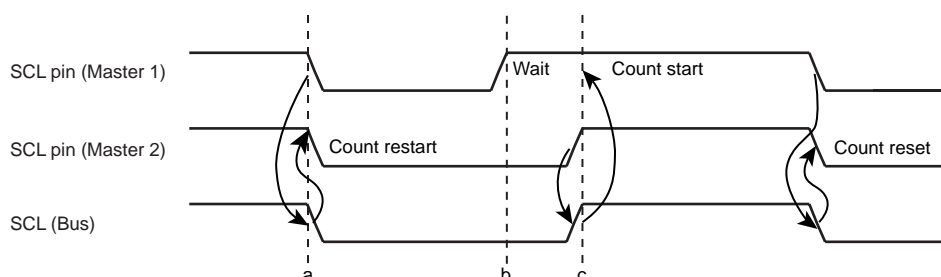 SCL pin (Master 1)
Wait
Count start
SCL pin (Master 2)
Count restart
Count reset
SCL (Bus)
a
b
c